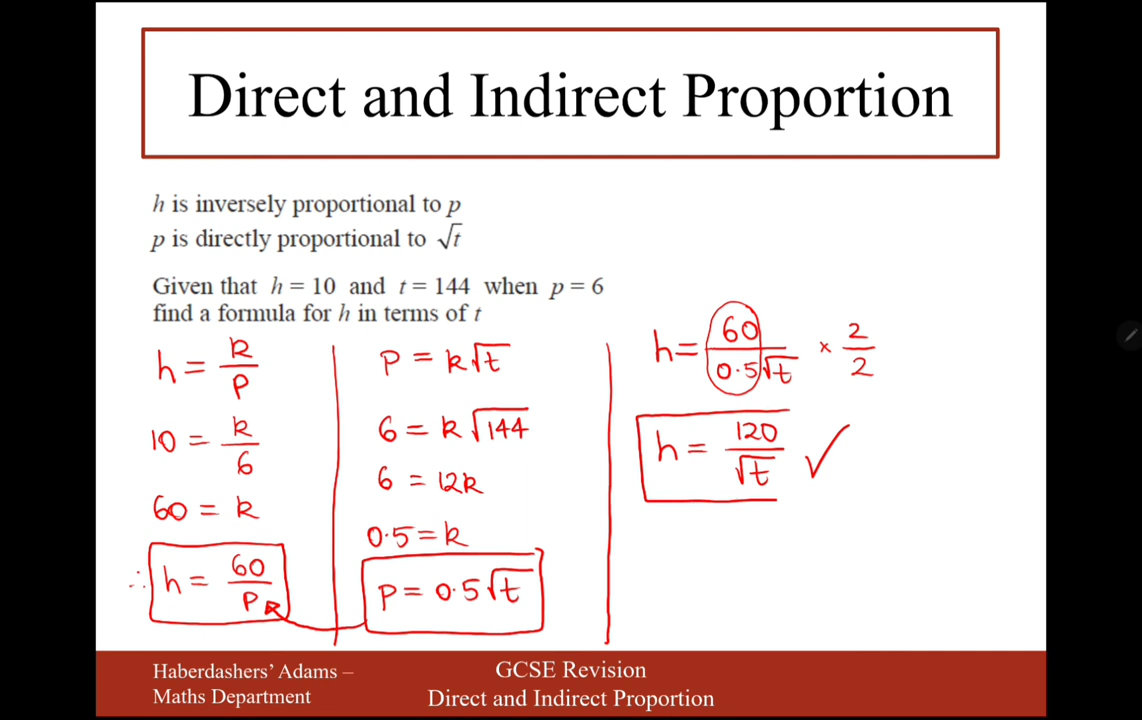 Direct and Indirect Proportion
h is inversely proportional to p
p is directly proportional to √t
Given that h = 10 and t = 144 when p = 6
find a formula for h in terms of t
h = k/p
10 = k/6
60 = k
∴ h = 60/p
p = k√t
6 = k√144
6 = 12k
0·5 = k
p = 0·5√t
h = 60/0·5√t × 2/2
h = 120/√t ✓
Haberdashers' Adams –
Maths Department
GCSE Revision
Direct and Indirect Proportion